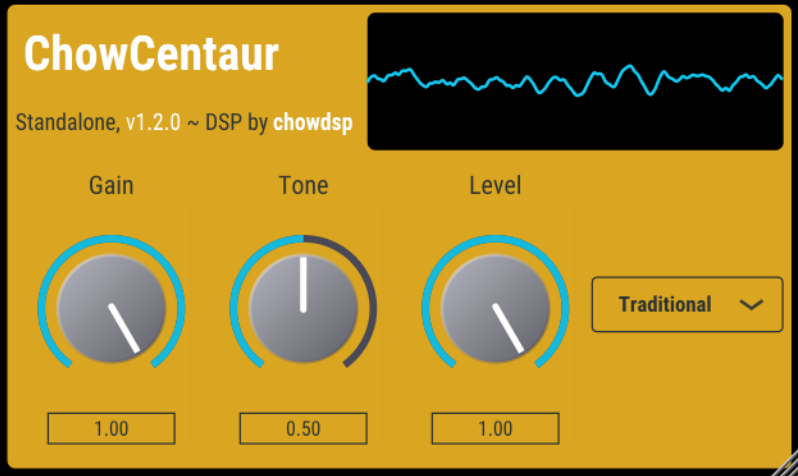 ChowCentaur
Standalone, v1.2.0 ~ DSP by chowdsp
Gain Tone Level
Traditional
1.00 0.50 1.00